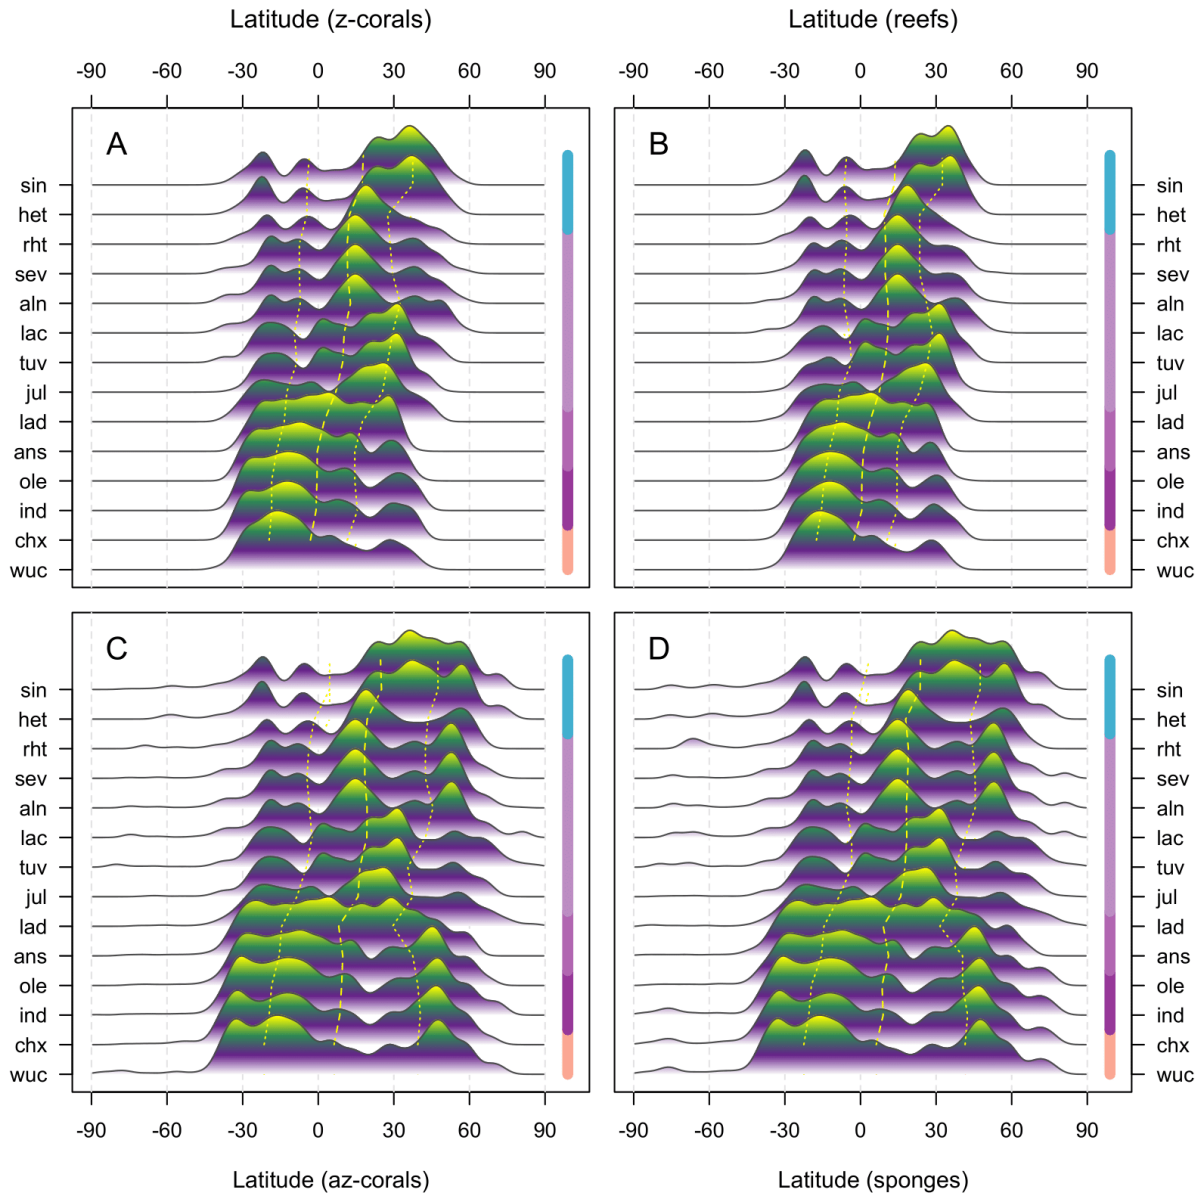 Latitude (z-corals) Latitude (reefs)
-90 -60 -30 0 30 60 90 -90 -60 -30 0 30 60 90
A B
sin sin
het het
rht rht
sev sev
aln aln
lac lac
tuv tuv
jul jul
lad lad
ans ans
ole ole
ind ind
chx chx
wuc wuc
C D
sin sin
het het
rht rht
sev sev
aln aln
lac lac
tuv tuv
jul jul
lad lad
ans ans
ole ole
ind ind
chx chx
wuc wuc
-90 -60 -30 0 30 60 90 -90 -60 -30 0 30 60 90
Latitude (az-corals) Latitude (sponges)